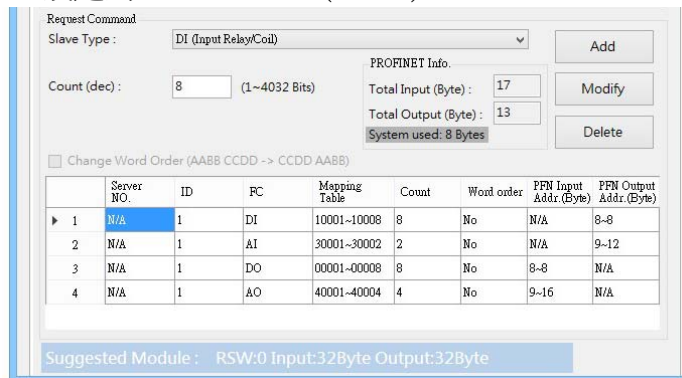 Request Command
Slave Type : DI (Input Relay/Coil) Add
PROFINET Info.
Count (dec) : 8 (1~4032 Bits) Total Input (Byte) : 17 Modify
Total Output (Byte) : 13
System used: 8 Bytes Delete
Change Word Order (AABB CCDD -> CCDD AABB)
Server NO. ID FC Mapping Table Count Word order PFN Input Addr.(Byte) PFN Output Addr.(Byte)
1 N/A 1 DI 10001~10008 8 No N/A 8~8
2 N/A 1 AI 30001~30002 2 No N/A 9~12
3 N/A 1 DO 00001~00008 8 No 8~8 N/A
4 N/A 1 AO 40001~40004 4 No 9~16 N/A
Suggested Module : RSW:0 Input:32Byte Output:32Byte